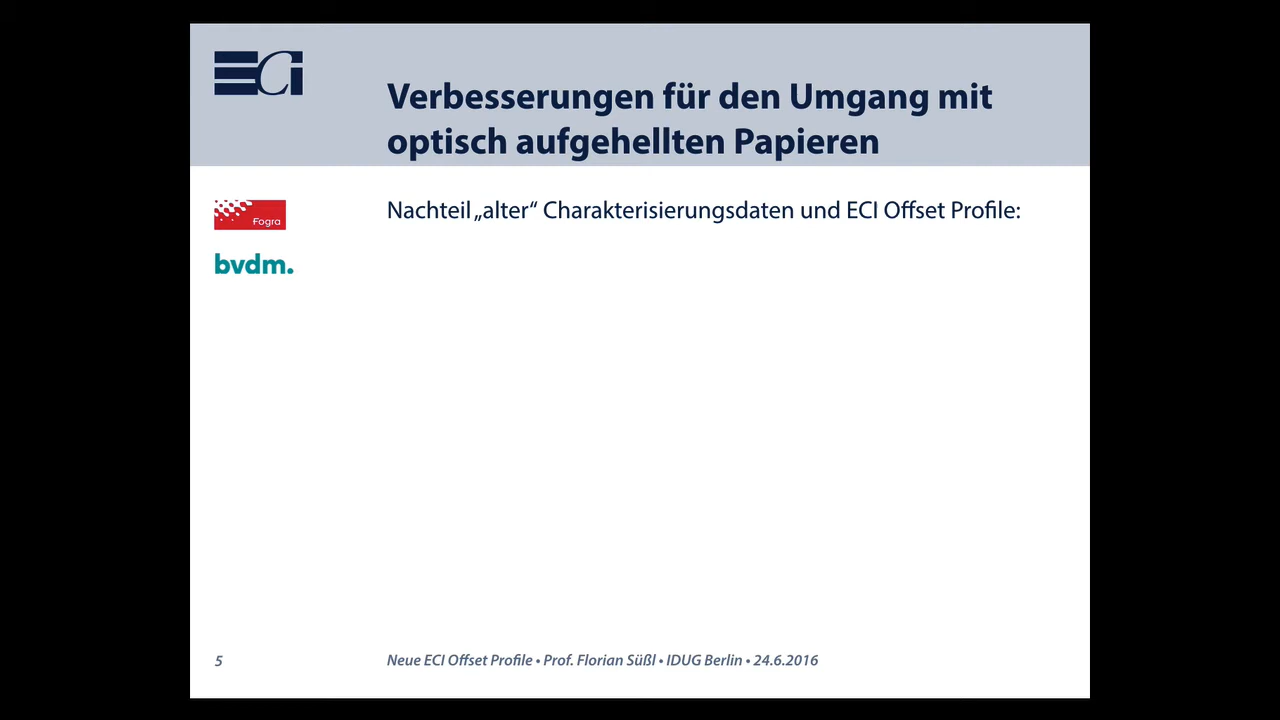 ECI
Verbesserungen für den Umgang mit
optisch aufgehellten Papieren
Fogra
bvdm.
Nachteil „alter“ Charakterisierungsdaten und ECI Offset Profile:
5
Neue ECI Offset Profile • Prof. Florian Süßl • IDUG Berlin • 24.6.2016